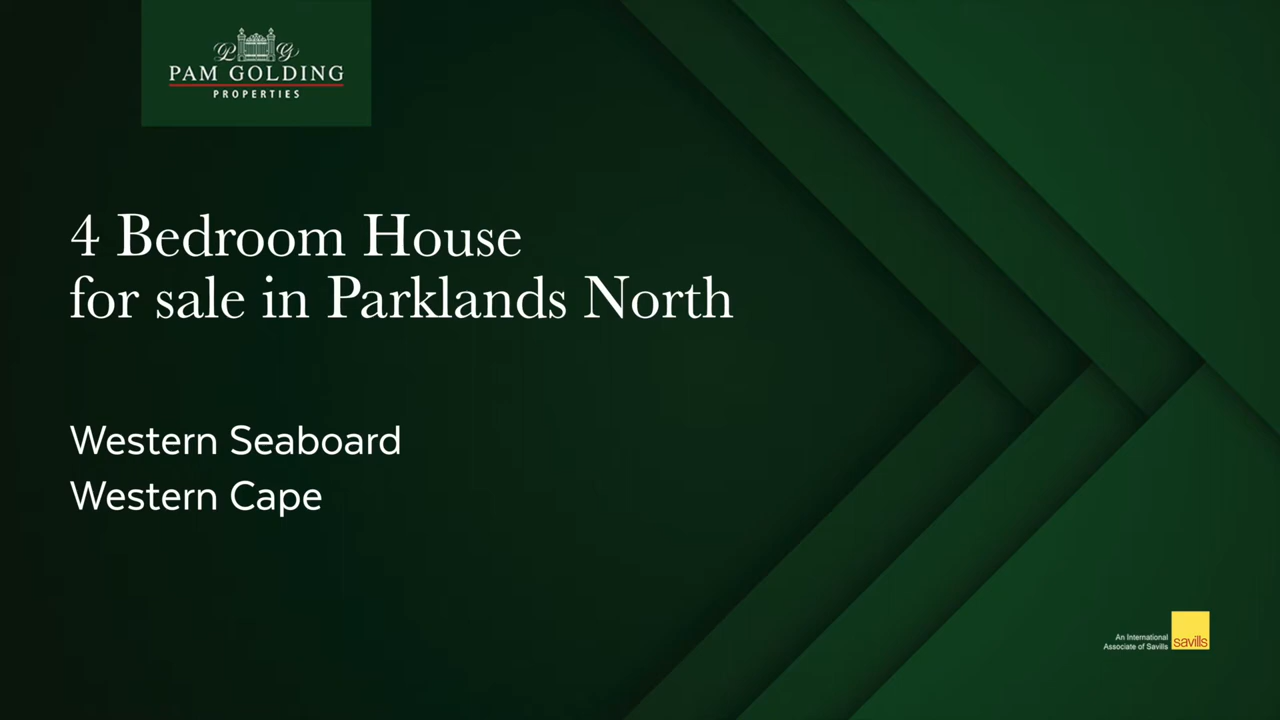 PAM GOLDING
PROPERTIES
4 Bedroom House
for sale in Parklands North
Western Seaboard
Western Cape
An International
Associate of Savills
savills